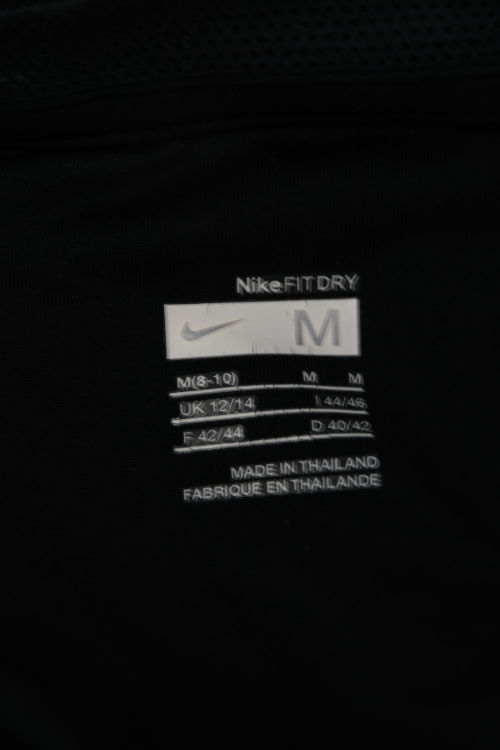 NikeFIT DRY
M
M(8-10) M M
UK 12/14 I 44/46
F 42/44 D 40/42
MADE IN THAILAND
FABRIQUE EN THAILANDE